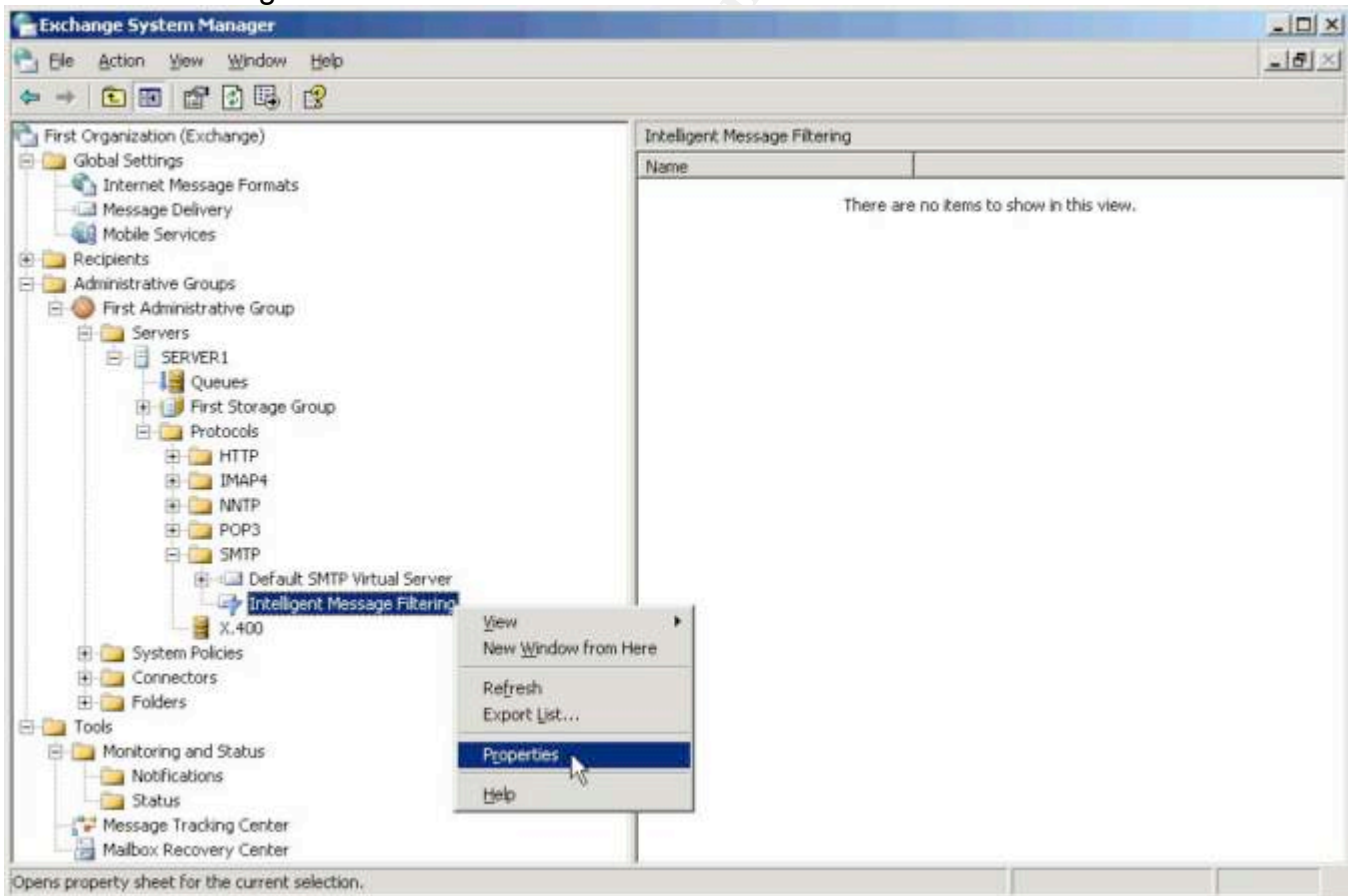 Exchange System Manager
File Action View Window Help
First Organization (Exchange)
Global Settings
Internet Message Formats
Message Delivery
Mobile Services
Recipients
Administrative Groups
First Administrative Group
Servers
SERVER1
Queues
First Storage Group
Protocols
HTTP
IMAP4
NNTP
POP3
SMTP
Default SMTP Virtual Server
Intelligent Message Filtering
X.400
System Policies
Connectors
Folders
Tools
Monitoring and Status
Notifications
Status
Message Tracking Center
Mailbox Recovery Center
Intelligent Message Filtering
Name
There are no items to show in this view.
View
New Window from Here
Refresh
Export List...
Properties
Help
Opens property sheet for the current selection.